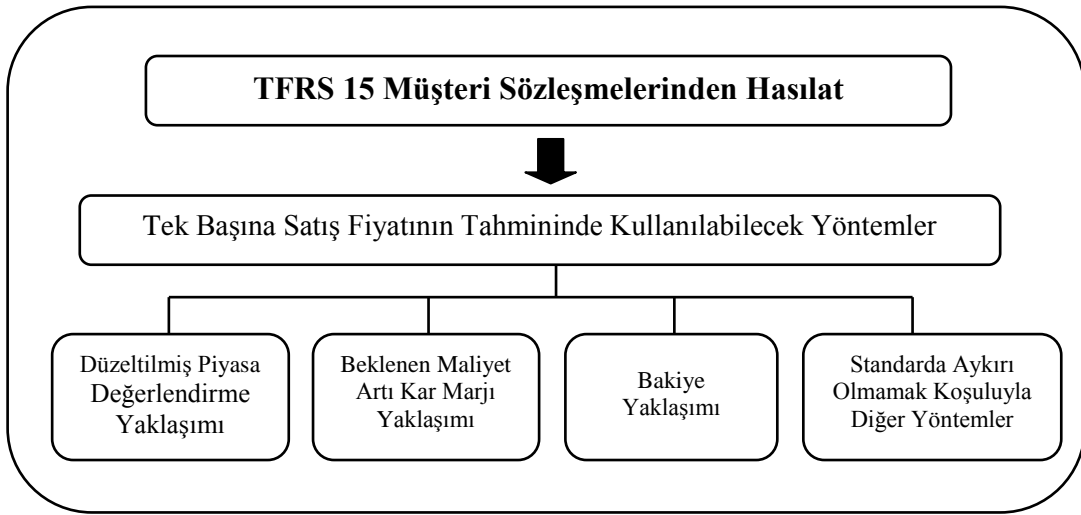 TFRS 15 Müşteri Sözleşmelerinden Hasılat
Tek Başına Satış Fiyatının Tahmininde Kullanılabilecek Yöntemler
Düzeltilmiş Piyasa
Değerlendirme
Yaklaşımı
Beklenen Maliyet
Artı Kar Marjı
Yaklaşımı
Bakiye
Yaklaşımı
Standarda Aykırı
Olmamak Koşuluyla
Diğer Yöntemler